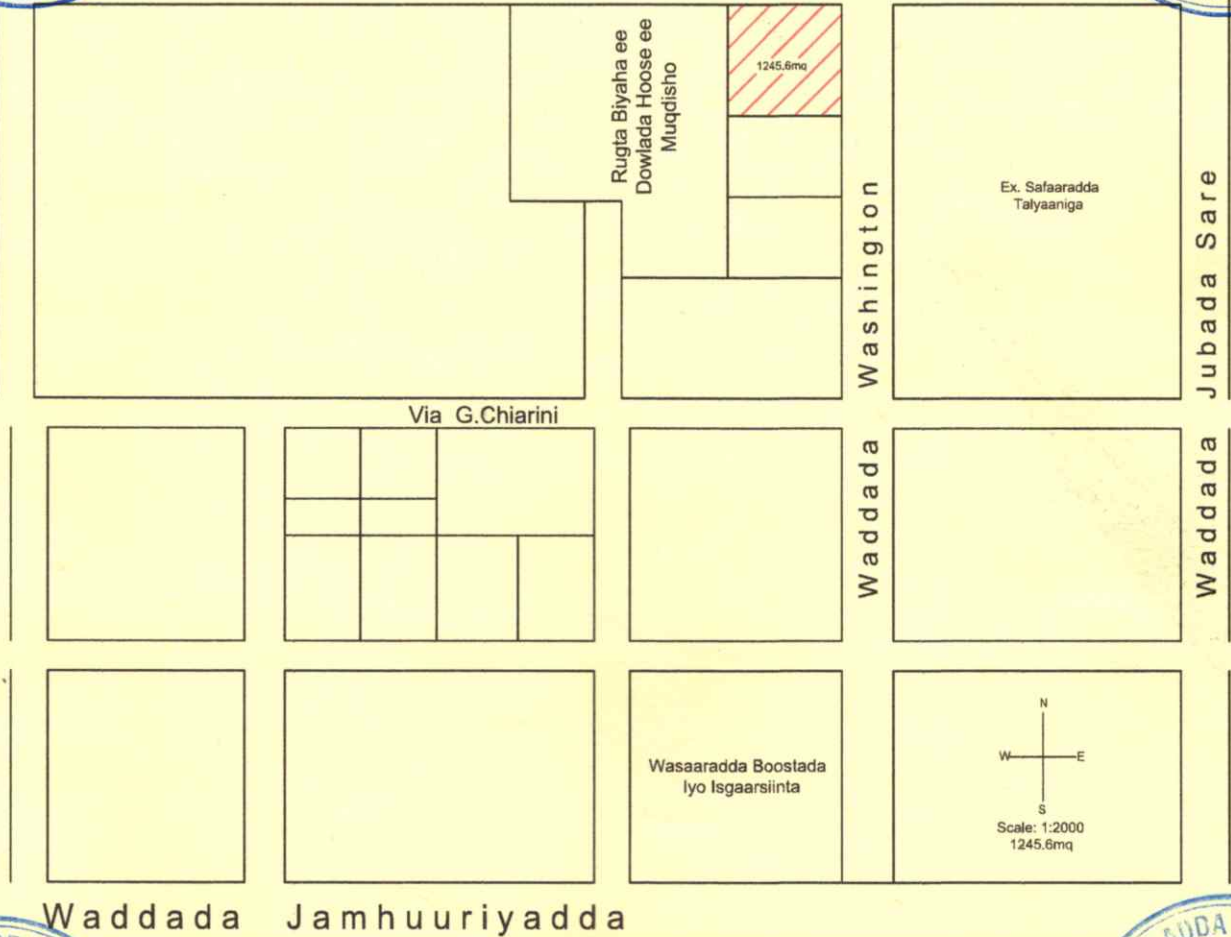 1245.6mq
Rugta Biyaha ee
Dowlada Hoose ee
Muqdisho
Ex. Safaaradda
Talyaaniga
Waddada Washington
Waddada Jubada Sare
Via G.Chiarini
Wasaaradda Boostada
Iyo Isgaarsiinta
N
W E
S
Scale: 1:2000
1245.6mq
Waddada Jamhuuriyadda
ADDA